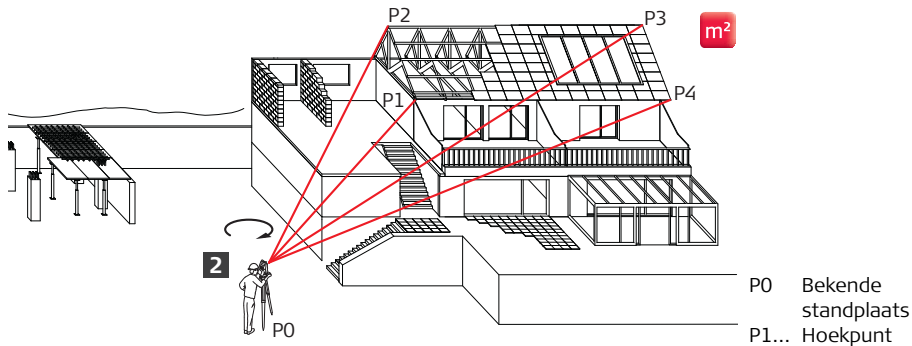 P2
P3
m²
P1
P4
2
P0
P0 Bekende
standplaats
P1... Hoekpunt